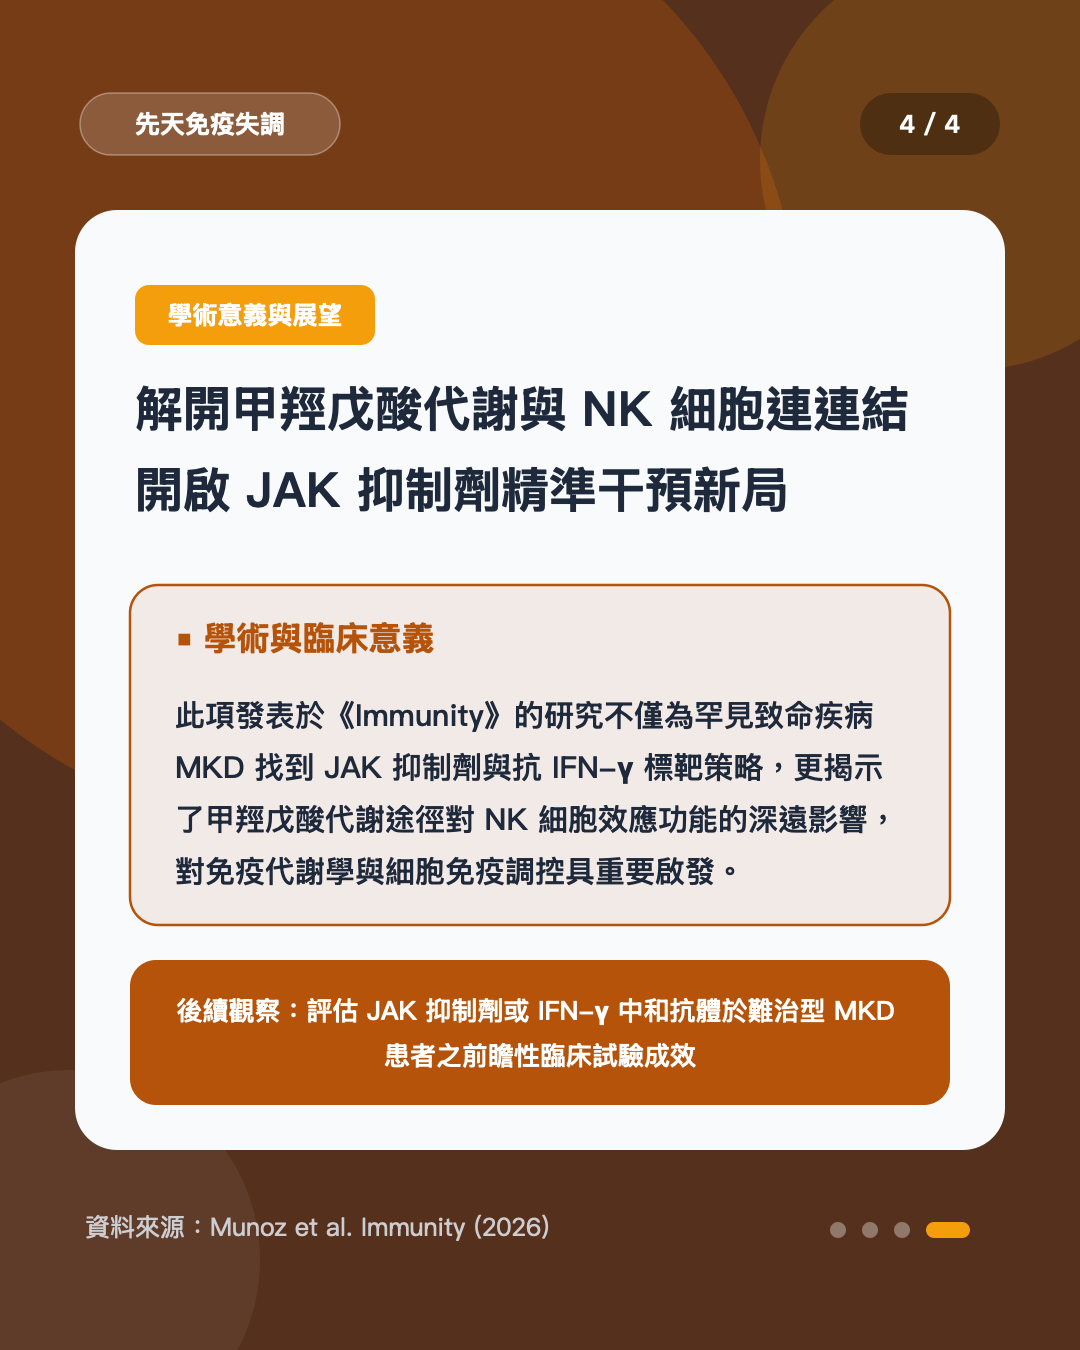 先天免疫失調
4 / 4
學術意義與展望
解開甲羥戊酸代謝與 NK 細胞連連結
開啟 JAK 抑制劑精準干預新局
▪ 學術與臨床意義
此項發表於《Immunity》的研究不僅為罕見致命疾病
MKD 找到 JAK 抑制劑與抗 IFN-γ 標靶策略，更揭示
了甲羥戊酸代謝途徑對 NK 細胞效應功能的深遠影響，
對免疫代謝學與細胞免疫調控具重要啟發。
後續觀察：評估 JAK 抑制劑或 IFN-γ 中和抗體於難治型 MKD
患者之前瞻性臨床試驗成效
資料來源：Munoz et al. Immunity (2026)